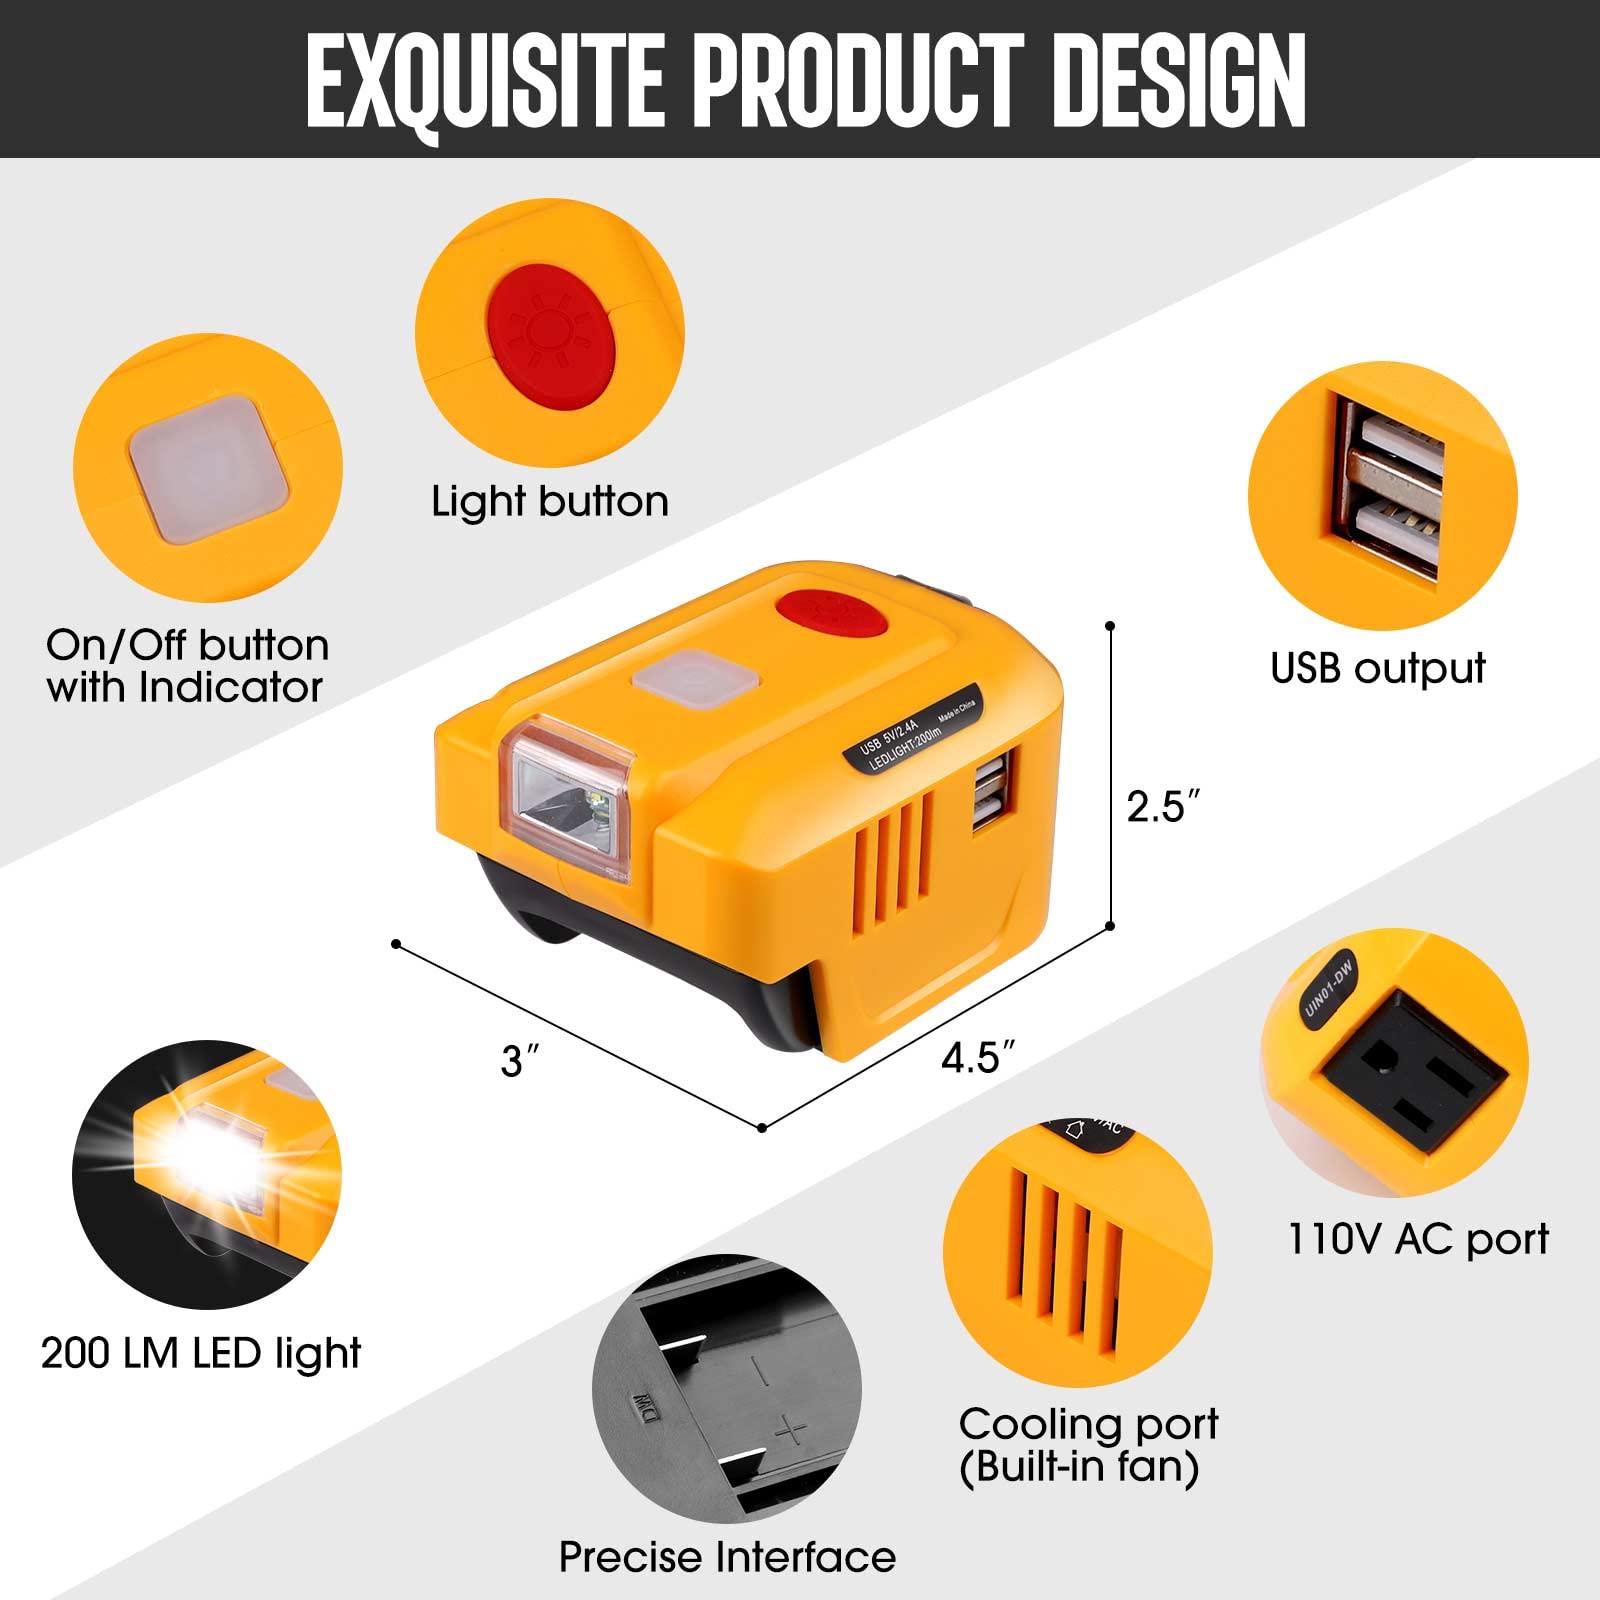 EXQUISITE PRODUCT DESIGN
Light button
On/Off button
with Indicator
USB output
USB 5V/2.4A
Made in China
LEDLIGHT:200lm
2.5″
3″
4.5″
UIN01-DW
110V AC port
/AC
200 LM LED light
Cooling port
(Built-in fan)
−
+
Precise Interface